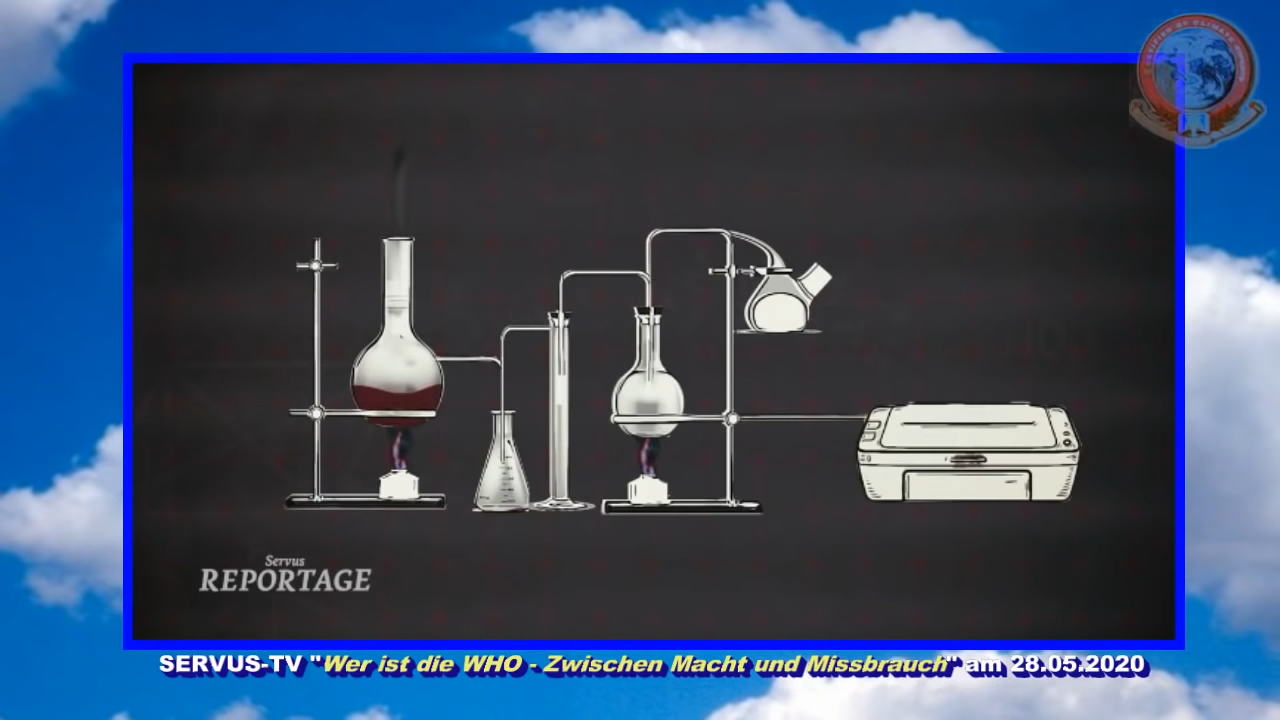 Servus
REPORTAGE
SERVUS-TV "Wer ist die WHO - Zwischen Macht und Missbrauch" am 28.05.2020